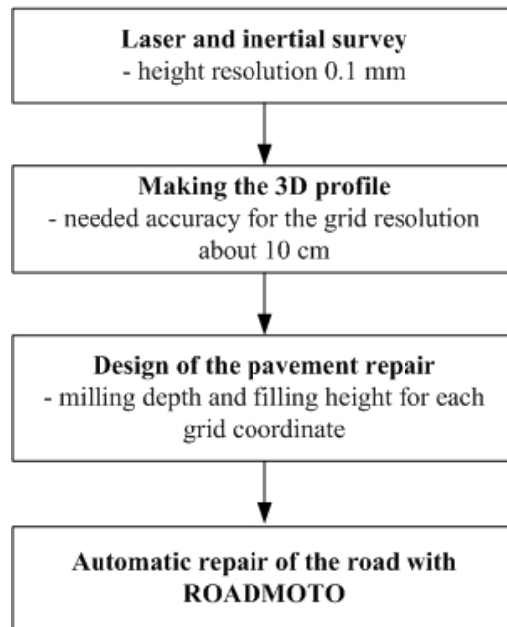 Laser and inertial survey
- height resolution 0.1 mm
Making the 3D profile
- needed accuracy for the grid resolution
about 10 cm
Design of the pavement repair
- milling depth and filling height for each
grid coordinate
Automatic repair of the road with
ROADMOTO